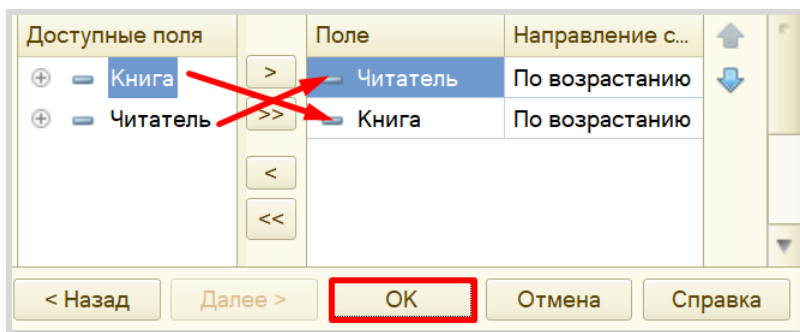 Доступные поля Поле Направление с...
Книга > Читатель По возрастанию
Читатель >> Книга По возрастанию
<
<<
< Назад Далее > OK Отмена Справка